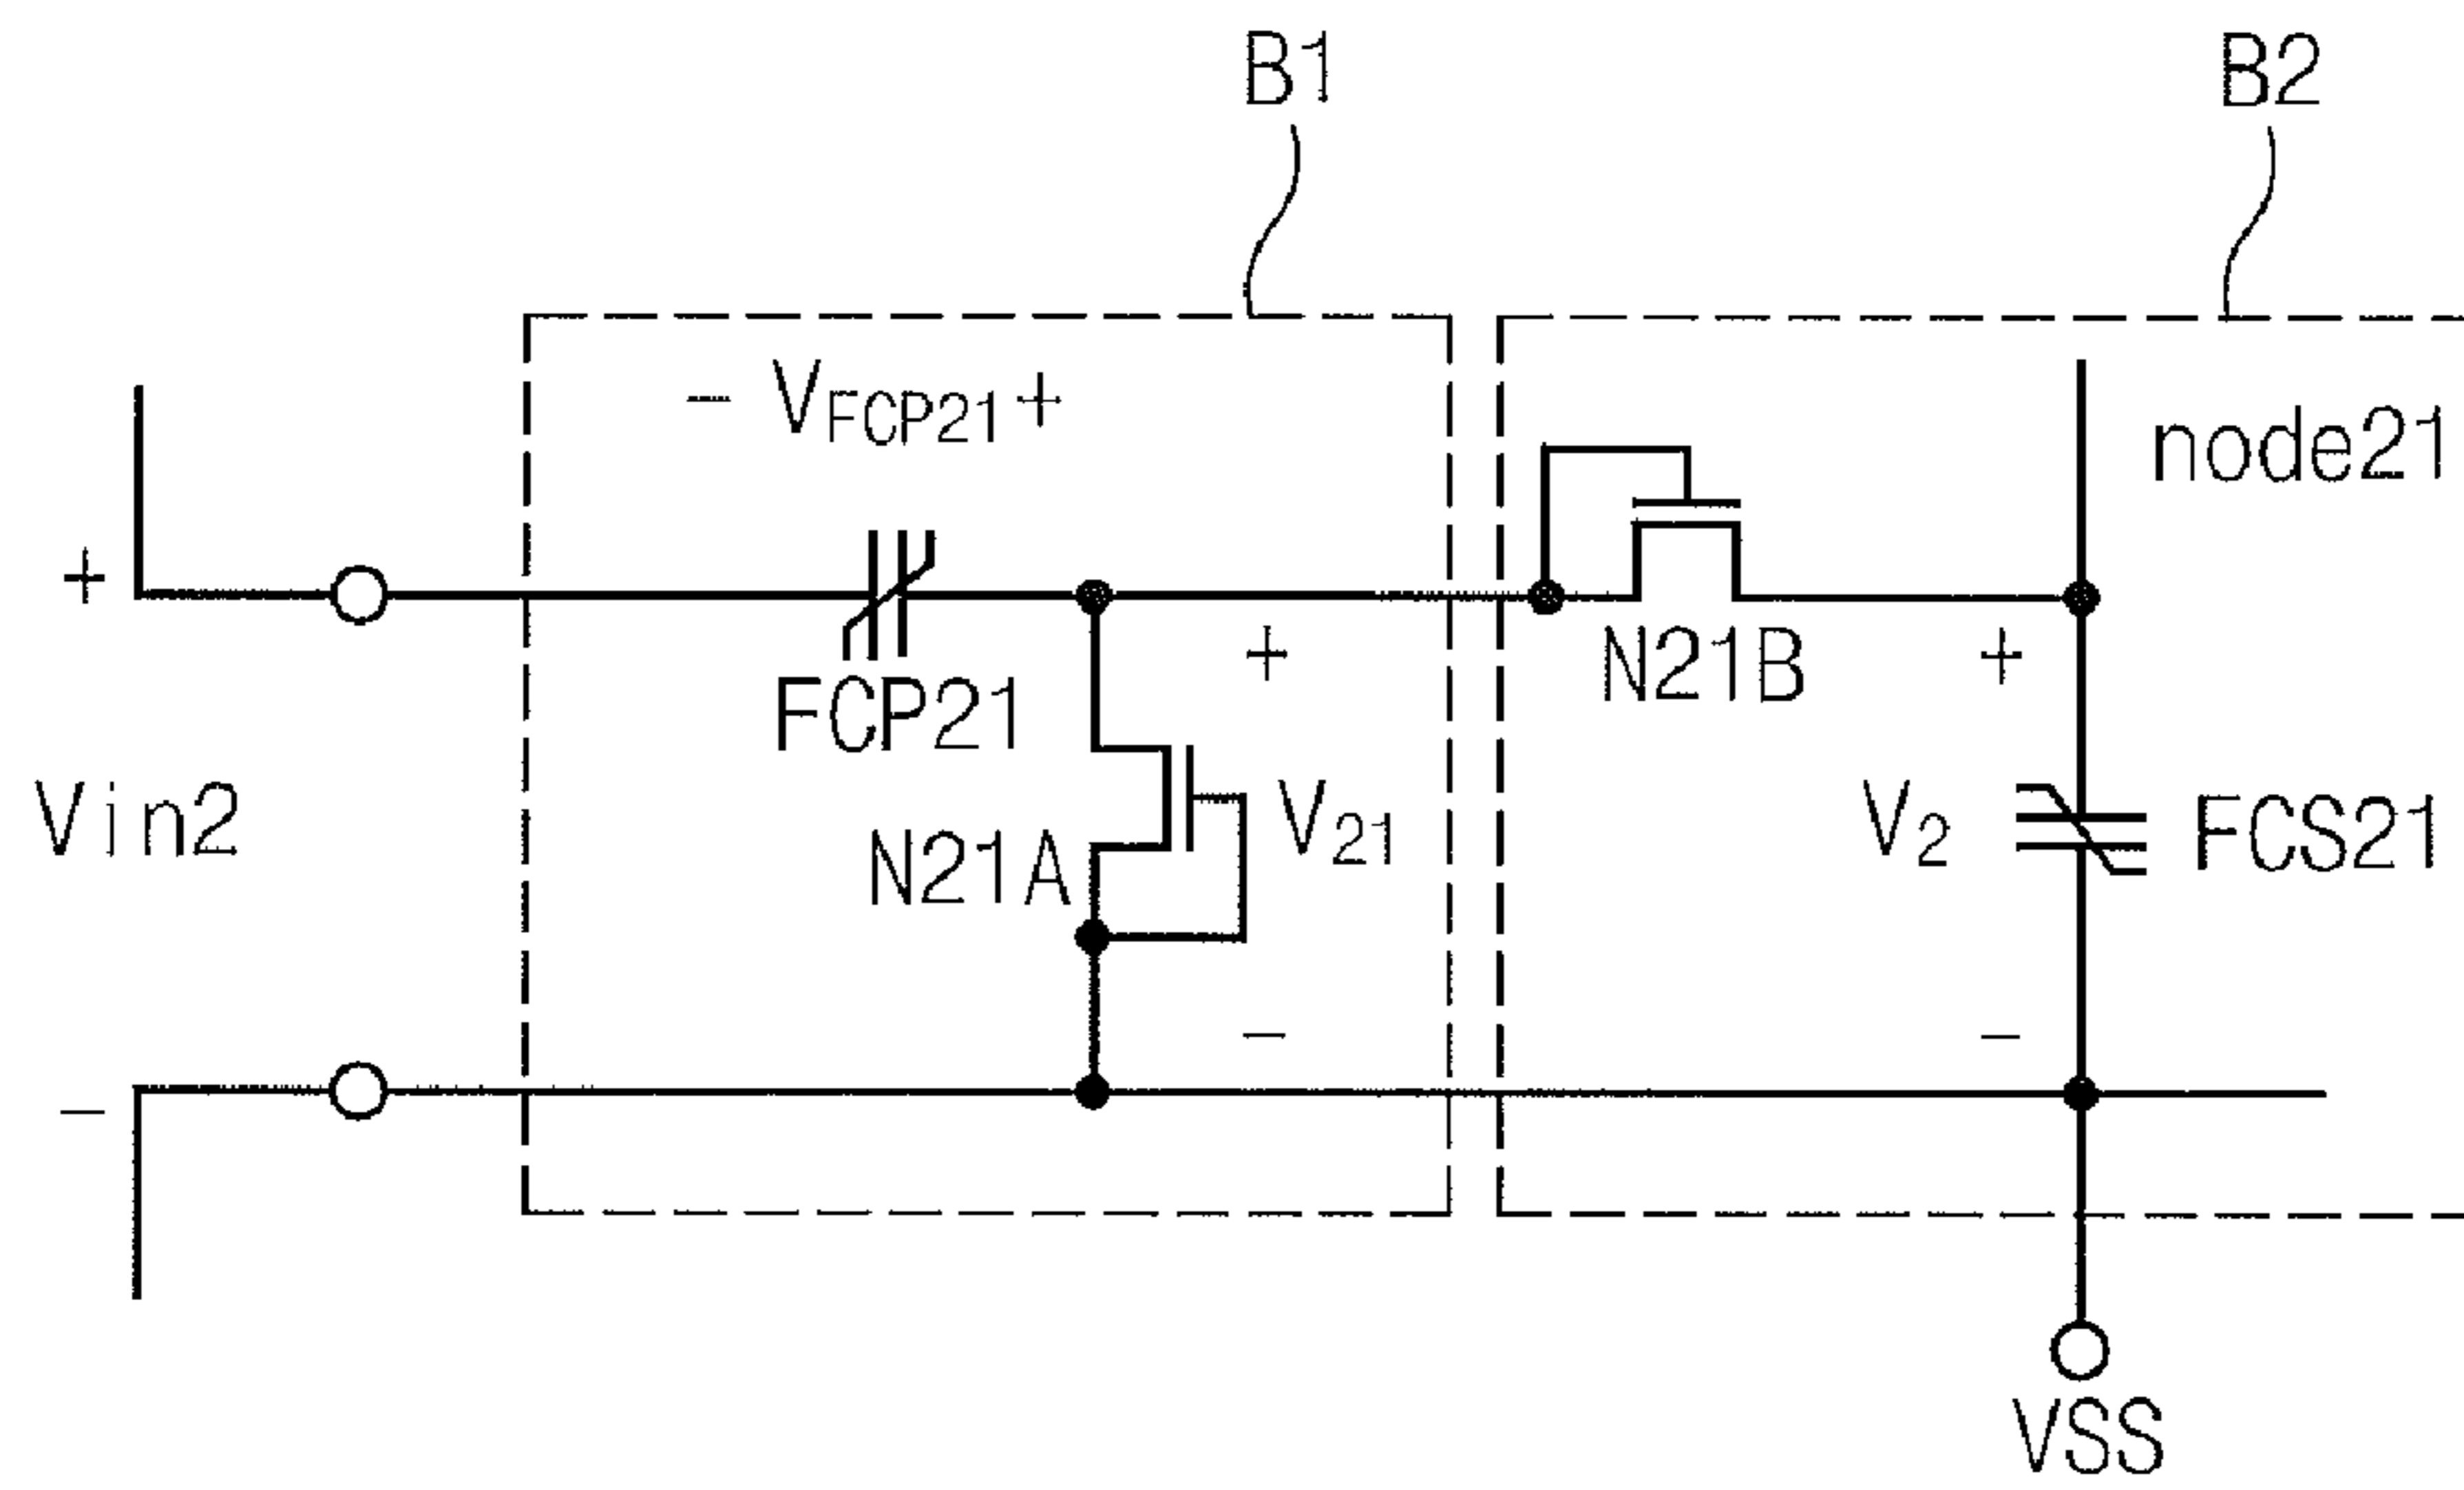 B1
B2
− VFCP21 +
node21
+
FCP21
+
N21B
+
Vin2
N21A
V21
V2
FCS21
−
−
−
VSS